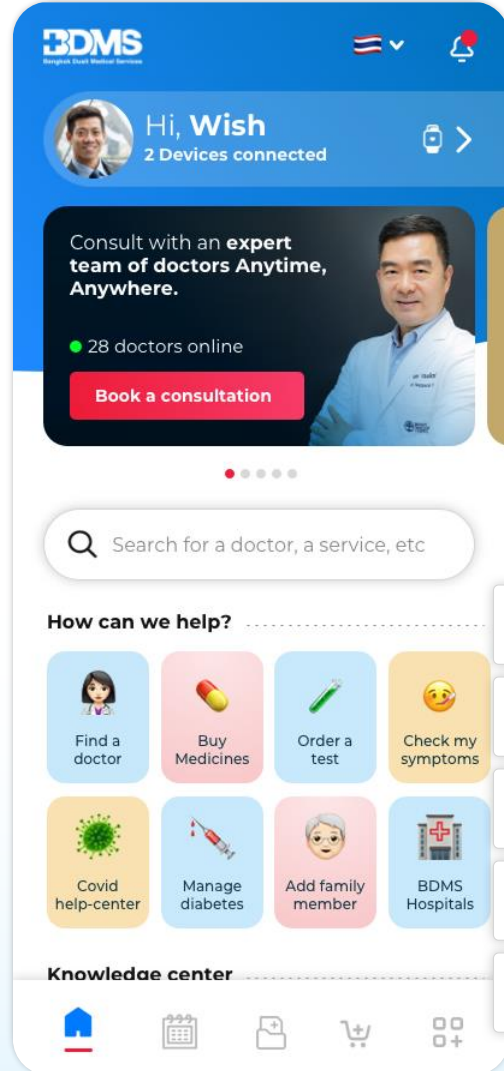 BDMS
Bangkok Dusit Medical Services
Hi, Wish
2 Devices connected
Consult with an expert
team of doctors Anytime,
Anywhere.
28 doctors online
Book a consultation
Search for a doctor, a service, etc
How can we help?
Find a
doctor
Buy
Medicines
Order a
test
Check my
symptoms
Covid
help-center
Manage
diabetes
Add family
member
BDMS
Hospitals
Knowledge center